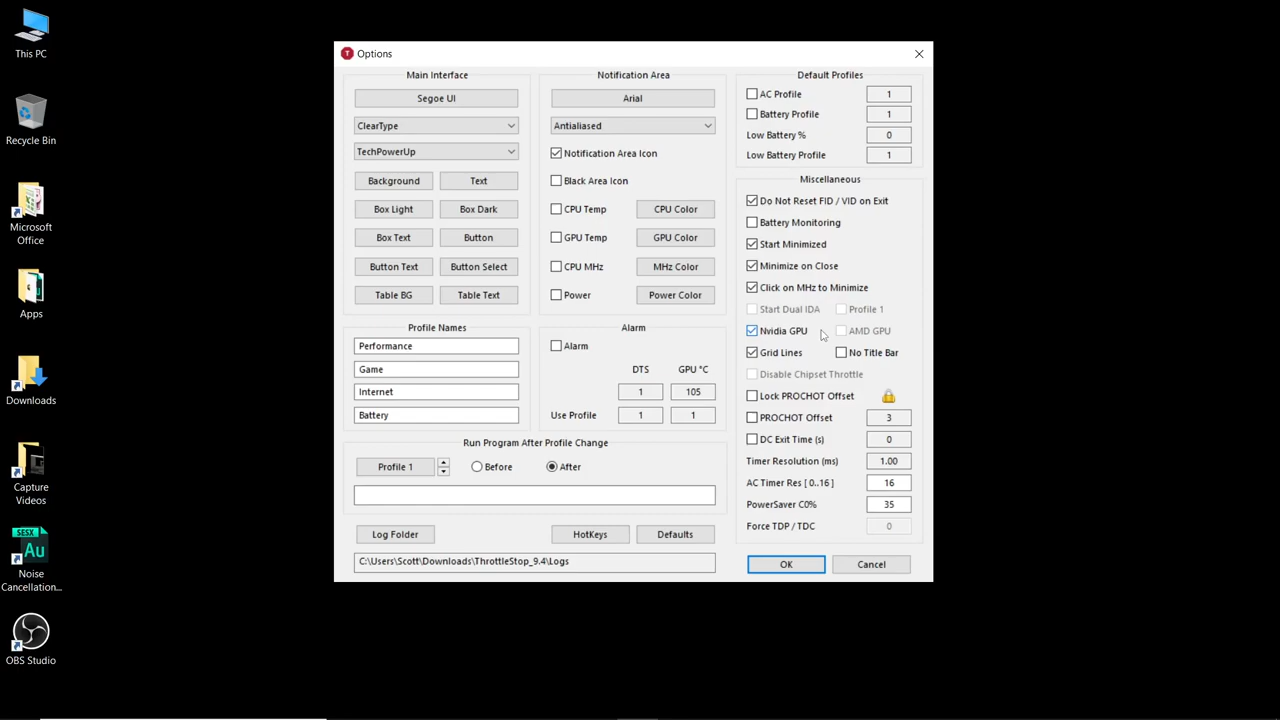 This PC
Recycle Bin
Microsoft
Office
Apps
Downloads
Capture
Videos
SESX
Au
Noise
Cancellation...
OBS Studio
T
Options
Main Interface
Segoe UI
ClearType
TechPowerUp
Background
Text
Box Light
Box Dark
Box Text
Button
Button Text
Button Select
Table BG
Table Text
Profile Names
Performance
Game
Internet
Battery
Notification Area
Arial
Antialiased
Notification Area Icon
Black Area Icon
CPU Temp
CPU Color
GPU Temp
GPU Color
CPU MHz
MHz Color
Power
Power Color
Alarm
Alarm
DTS
GPU °C
1
105
Use Profile
1
1
Run Program After Profile Change
Profile 1
Before
After
Log Folder
HotKeys
Defaults
C:\Users\Scott\Downloads\ThrottleStop_9.4\Logs
Default Profiles
AC Profile
1
Battery Profile
1
Low Battery %
0
Low Battery Profile
1
Miscellaneous
Do Not Reset FID / VID on Exit
Battery Monitoring
Start Minimized
Minimize on Close
Click on MHz to Minimize
Start Dual IDA
Profile 1
Nvidia GPU
AMD GPU
Grid Lines
No Title Bar
Disable Chipset Throttle
Lock PROCHOT Offset
PROCHOT Offset
3
DC Exit Time (s)
0
Timer Resolution (ms)
1.00
AC Timer Res [ 0..16 ]
16
PowerSaver C0%
35
Force TDP / TDC
0
OK
Cancel